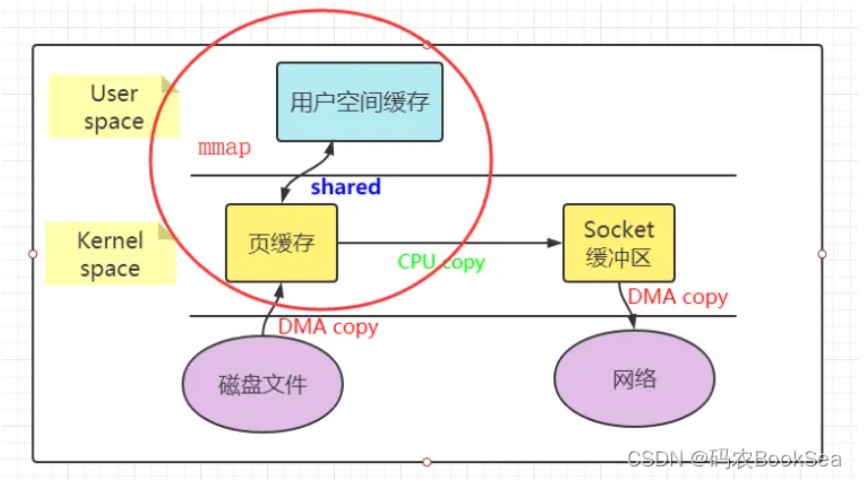 User
space
用户空间缓存
mmap
shared
Kernel
space
页缓存
CPU copy
Socket
缓冲区
DMA copy
DMA copy
磁盘文件
网络
CSDN @码农BookSea